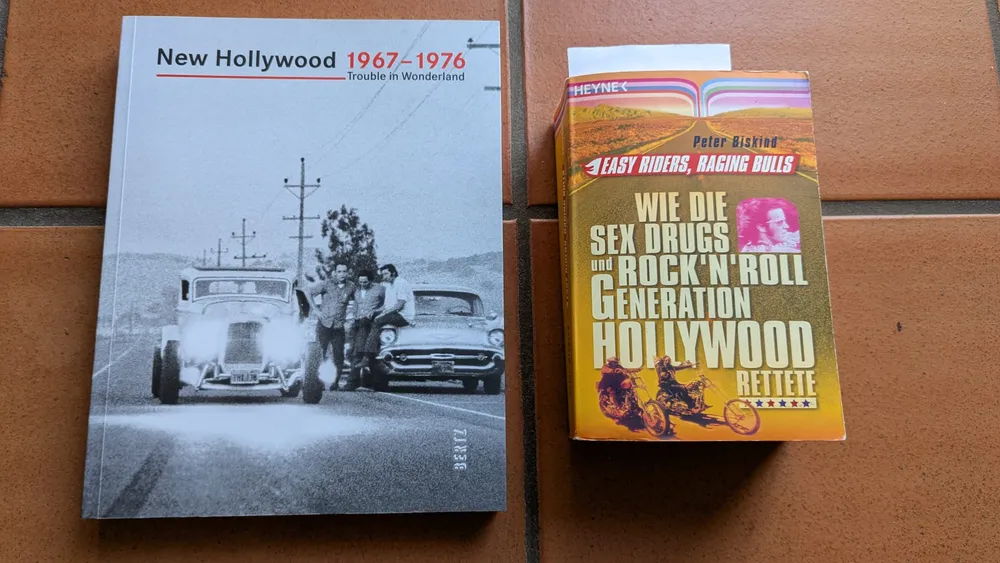 New Hollywood 1967–1976
Trouble in Wonderland
BERTZ
HEYNE<
Peter Biskind
EASY RIDERS, RAGING BULLS
WIE DIE
SEX DRUGS
und ROCK'N'ROLL
GENERATION
HOLLYWOOD
RETTETE